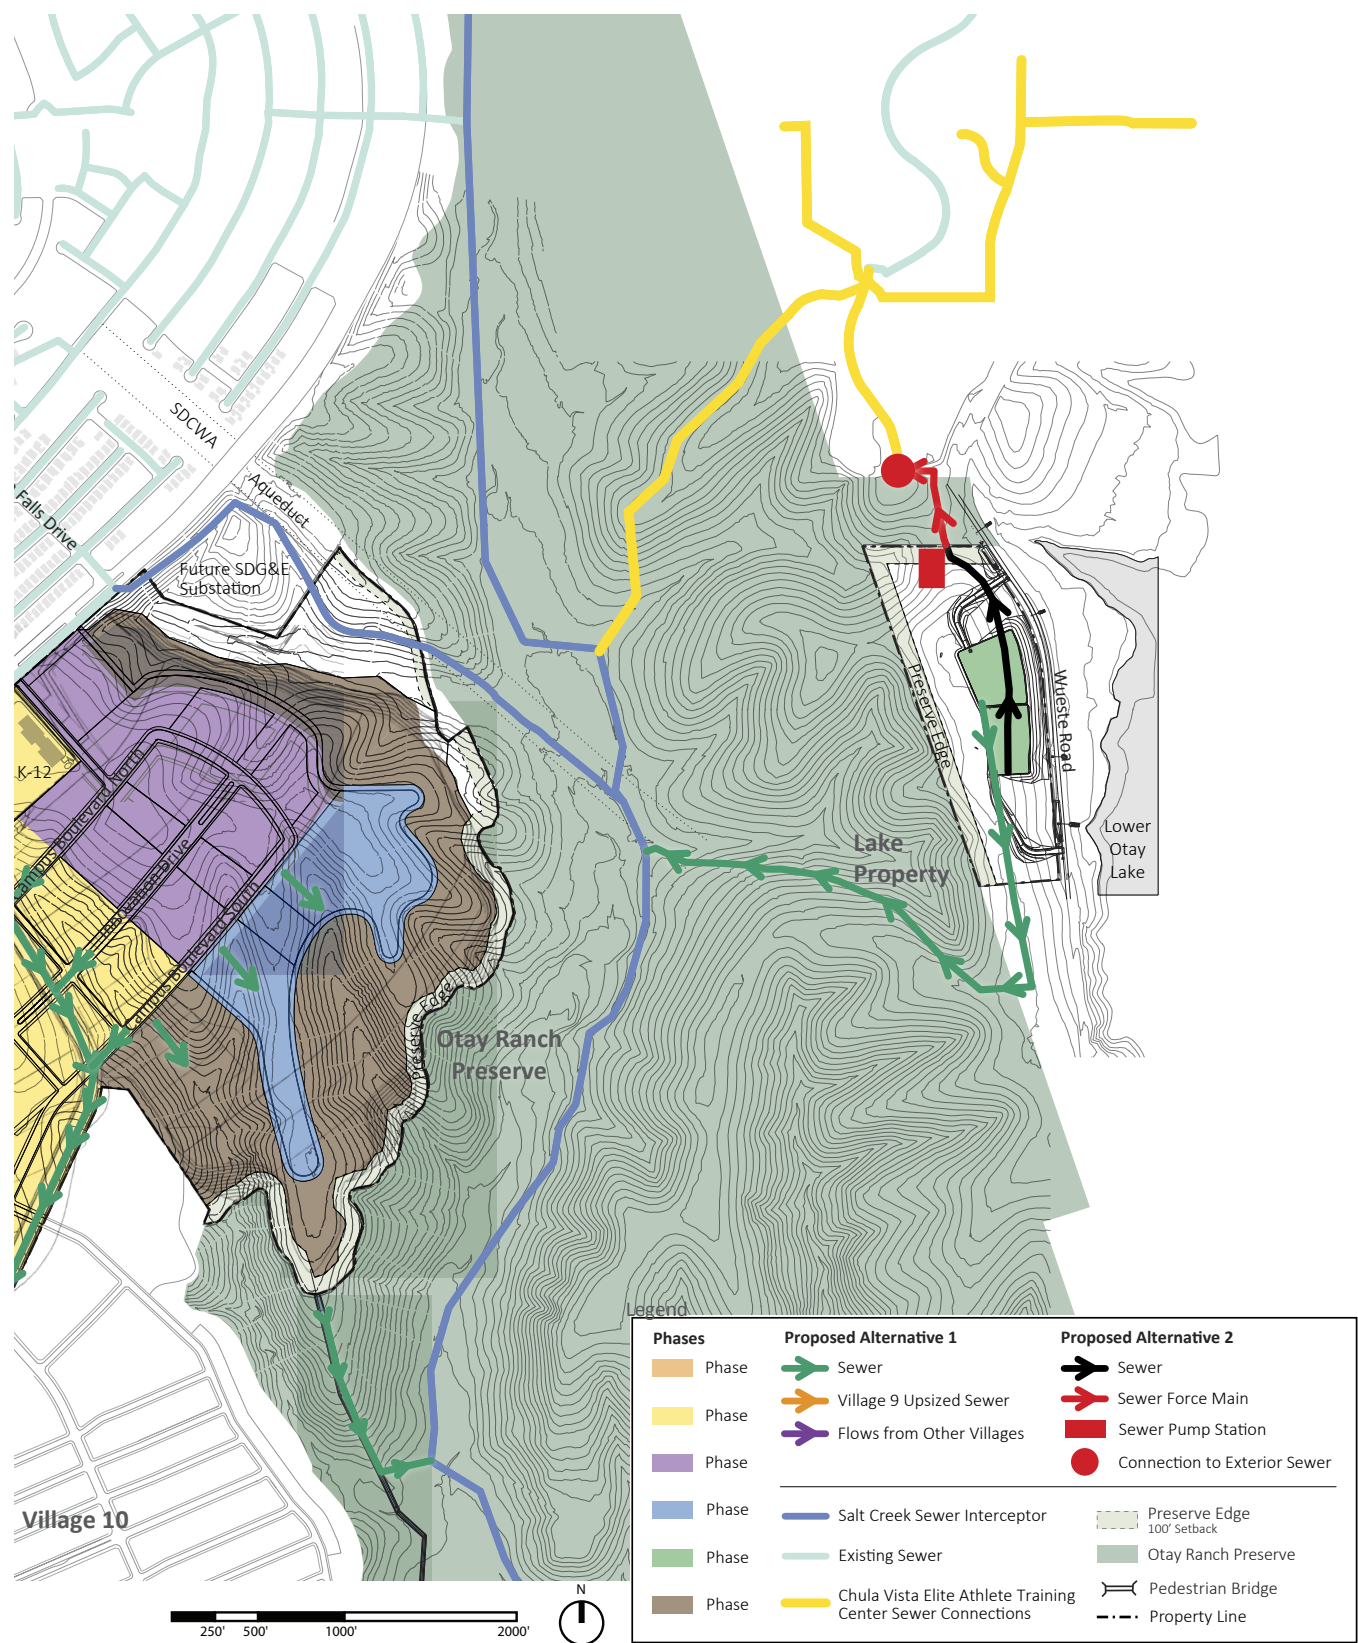 SDCWA
Aqueduct
Falls Drive
Future SDG&E
Substation
K-12
Campus Boulevard North
Innovation Drive
Campus Boulevard South
Preserve Edge
Otay Ranch
Preserve
Preserve Edge
Wueste Road
Lake
Property
Lower
Otay
Lake
Village 10
250'
500'
1000'
2000'
N
Legend
Phases
Phase
Phase
Phase
Phase
Phase
Phase
Proposed Alternative 1
Sewer
Village 9 Upsized Sewer
Flows from Other Villages
Proposed Alternative 2
Sewer
Sewer Force Main
Sewer Pump Station
Connection to Exterior Sewer
Salt Creek Sewer Interceptor
Existing Sewer
Chula Vista Elite Athlete Training
Center Sewer Connections
Preserve Edge
100' Setback
Otay Ranch Preserve
Pedestrian Bridge
Property Line